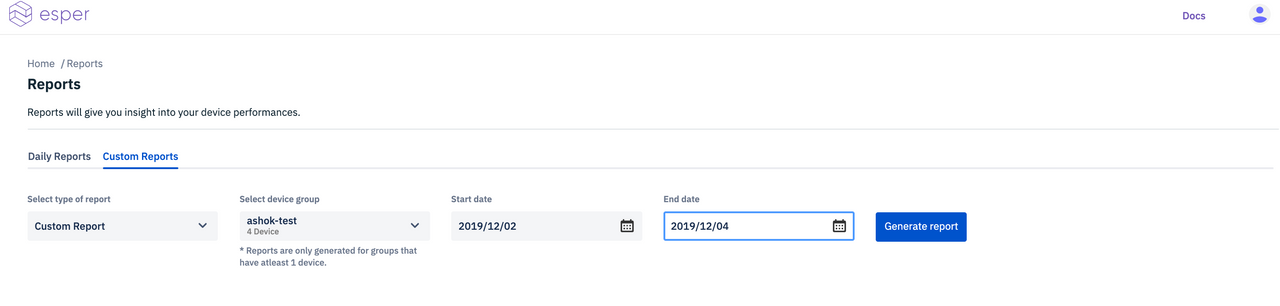 esper
Docs
Home / Reports
Reports
Reports will give you insight into your device performances.
Daily Reports Custom Reports
Select type of report Select device group Start date End date
Custom Report ashok-test 2019/12/02 2019/12/04 Generate report
4 Device
* Reports are only generated for groups that
have atleast 1 device.